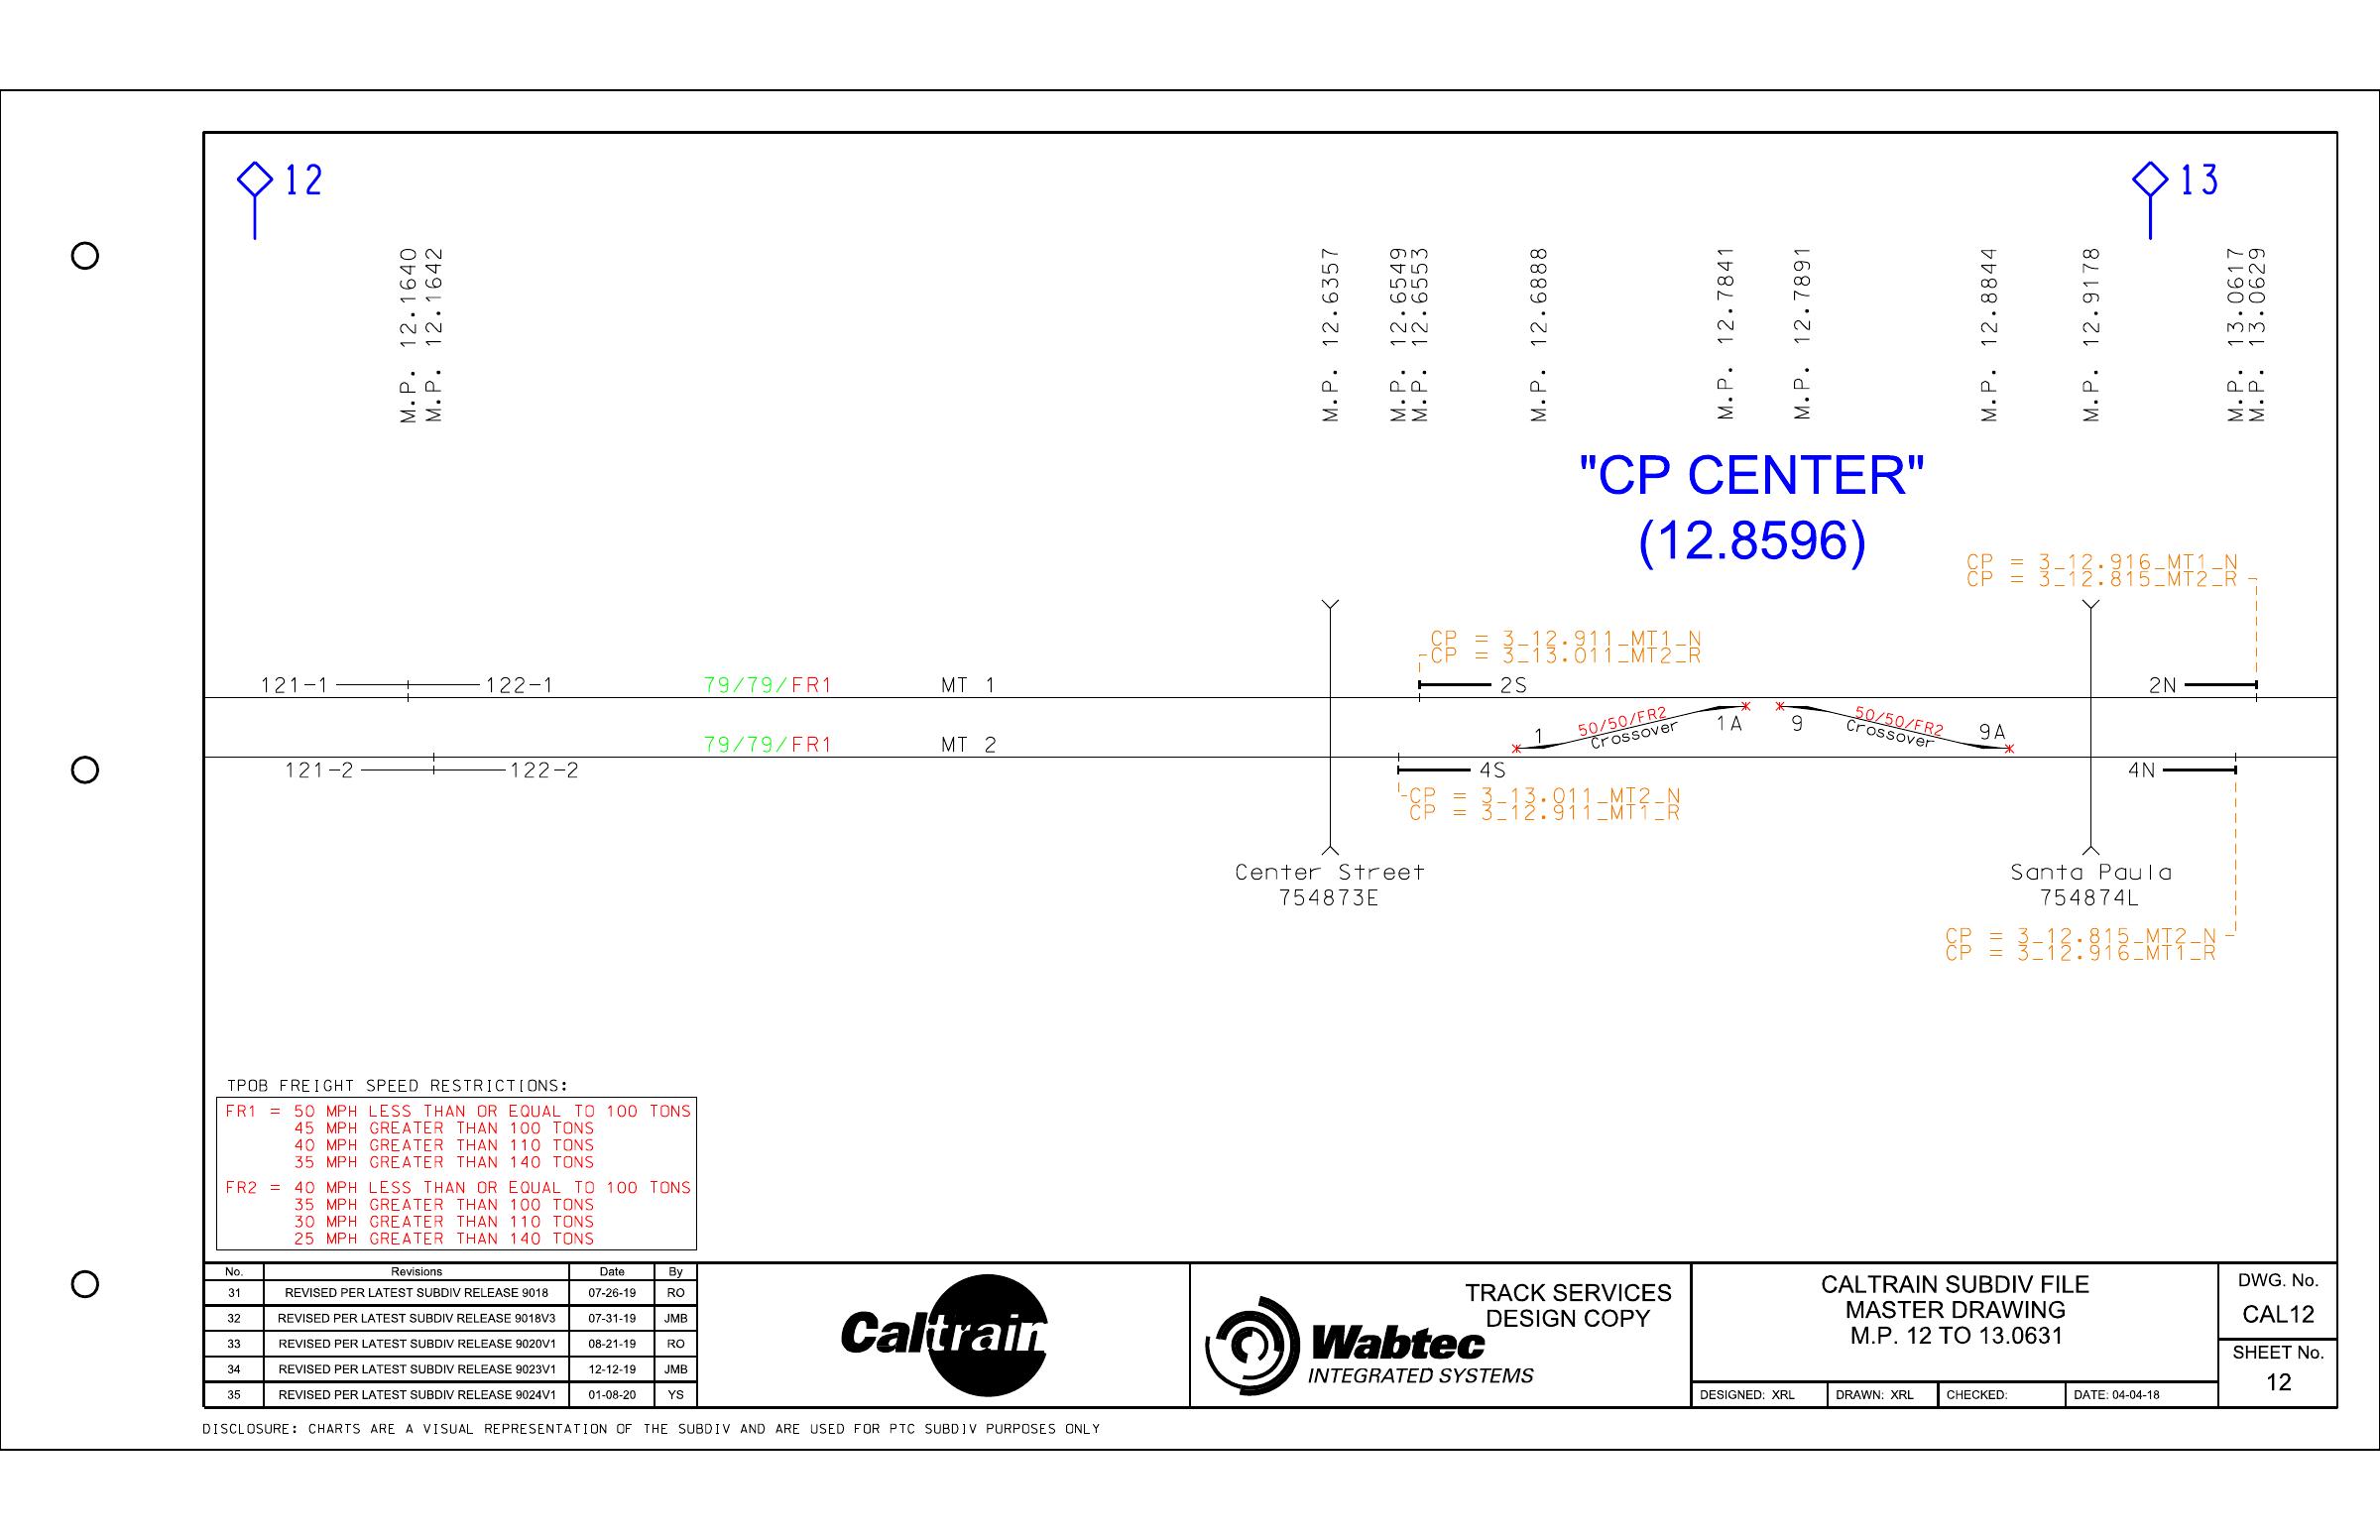 12
13
M.P. 12.1640
M.P. 12.1642
M.P. 12.6357
M.P. 12.6549
M.P. 12.6553
M.P. 12.6888
M.P. 12.7841
M.P. 12.7891
M.P. 12.8844
M.P. 12.9178
M.P. 13.0617
M.P. 13.0629
"CP CENTER"
(12.8596)
CP = 3_12.916_MT1_N
CP = 3_12.815_MT2_R
CP = 3_12.911_MT1_N
CP = 3_13.011_MT2_R
121-1 122-1 79/79/FR1 MT 1 2S 2N
1 50/50/FR2 Crossover 1A 9 50/50/FR2 Crossover 9A
79/79/FR1 MT 2
121-2 122-2 4S 4N
CP = 3_13.011_MT2_N
CP = 3_12.911_MT1_R
Center Street
754873E
Santa Paula
754874L
CP = 3_12.815_MT2_N
CP = 3_12.916_MT1_R
TPOB FREIGHT SPEED RESTRICTIONS:
FR1 = 50 MPH LESS THAN OR EQUAL TO 100 TONS
45 MPH GREATER THAN 100 TONS
40 MPH GREATER THAN 110 TONS
35 MPH GREATER THAN 140 TONS
FR2 = 40 MPH LESS THAN OR EQUAL TO 100 TONS
35 MPH GREATER THAN 100 TONS
30 MPH GREATER THAN 110 TONS
25 MPH GREATER THAN 140 TONS
No. Revisions Date By
31 REVISED PER LATEST SUBDIV RELEASE 9018 07-26-19 RO
32 REVISED PER LATEST SUBDIV RELEASE 9018V3 07-31-19 JMB
33 REVISED PER LATEST SUBDIV RELEASE 9020V1 08-21-19 RO
34 REVISED PER LATEST SUBDIV RELEASE 9023V1 12-12-19 JMB
35 REVISED PER LATEST SUBDIV RELEASE 9024V1 01-08-20 YS
Caltrain
TRACK SERVICES
DESIGN COPY
Wabtec
INTEGRATED SYSTEMS
CALTRAIN SUBDIV FILE
MASTER DRAWING
M.P. 12 TO 13.0631
DESIGNED: XRL DRAWN: XRL CHECKED: DATE: 04-04-18
DWG. No.
CAL12
SHEET No.
12
DISCLOSURE: CHARTS ARE A VISUAL REPRESENTATION OF THE SUBDIV AND ARE USED FOR PTC SUBDIV PURPOSES ONLY